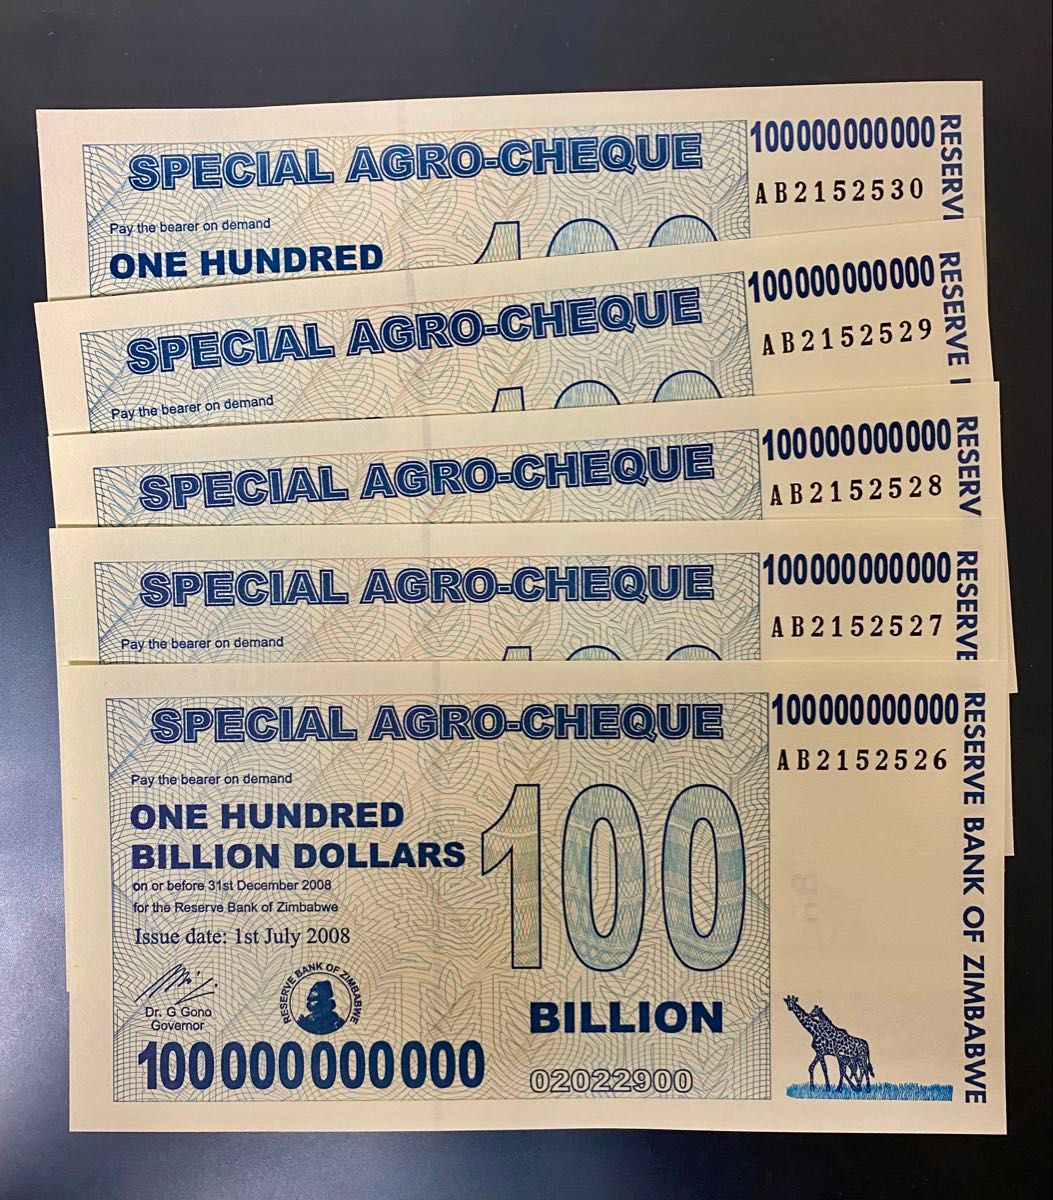 SPECIAL AGRO-CHEQUE
100000000000
AB2152530
Pay the bearer on demand
ONE HUNDRED
100
SPECIAL AGRO-CHEQUE
100000000000
AB2152529
RESERVE
Pay the bearer on demand
100
SPECIAL AGRO-CHEQUE
100000000000
AB2152528
SPECIAL AGRO-CHEQUE
100000000000
AB2152527
RESERVE
Pay the bearer on demand
100
SPECIAL AGRO-CHEQUE
100000000000
AB2152526
Pay the bearer on demand
ONE HUNDRED
BILLION DOLLARS
100
on or before 31st December 2008
for the Reserve Bank of Zimbabwe
Issue date: 1st July 2008
RESERVE BANK OF ZIMBABWE
Dr. G Gono
Governor
BILLION
100000000000
02022900
RESERVE BANK OF ZIMBABWE